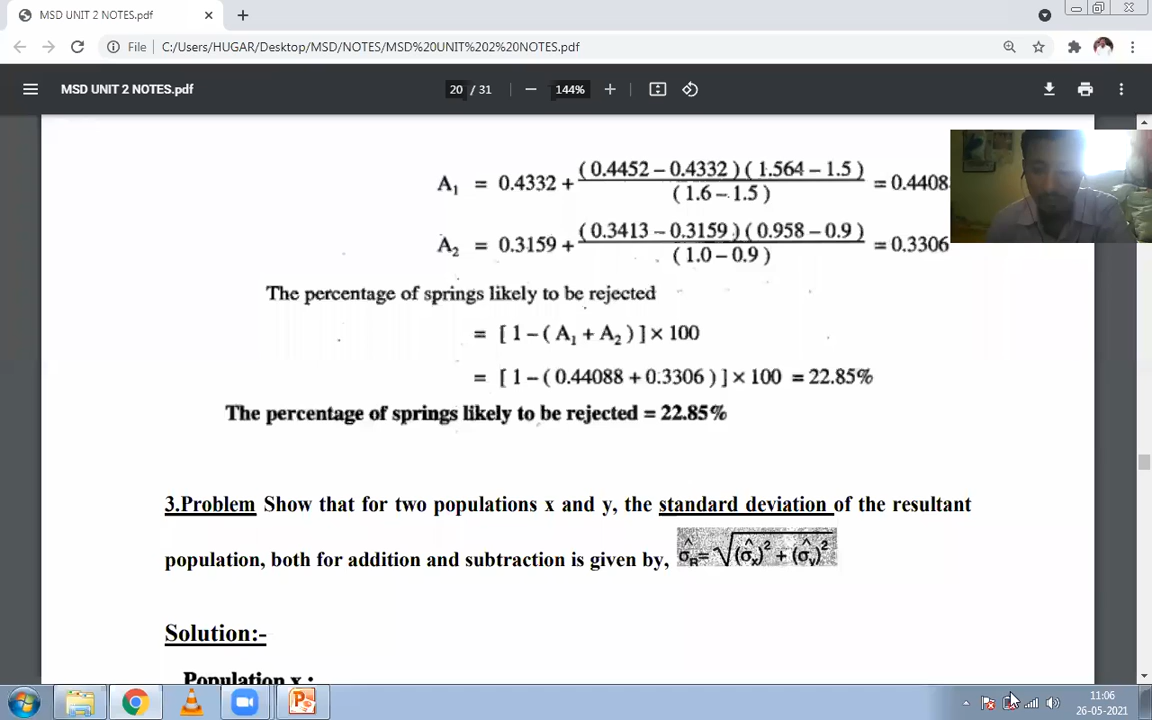 MSD UNIT 2 NOTES.pdf
File C:/Users/HUGAR/Desktop/MSD/NOTES/MSD%20UNIT%202%20NOTES.pdf
MSD UNIT 2 NOTES.pdf 20 / 31 144%
A₁ = 0.4332 + ( 0.4452 – 0.4332 ) ( 1.564 – 1.5 ) / ( 1.6 – 1.5 ) = 0.4408
A₂ = 0.3159 + ( 0.3413 – 0.3159 ) ( 0.958 – 0.9 ) / ( 1.0 – 0.9 ) = 0.3306
The percentage of springs likely to be rejected
= [ 1 – ( A₁ + A₂ ) ] × 100
= [ 1 – ( 0.44088 + 0.3306 ) ] × 100 = 22.85%
The percentage of springs likely to be rejected = 22.85%
3.Problem Show that for two populations x and y, the standard deviation of the resultant
population, both for addition and subtraction is given by, σ̂_R = √(σ̂_x)² + (σ̂_y)²
Solution:-
Population x :
11:06
26-05-2021